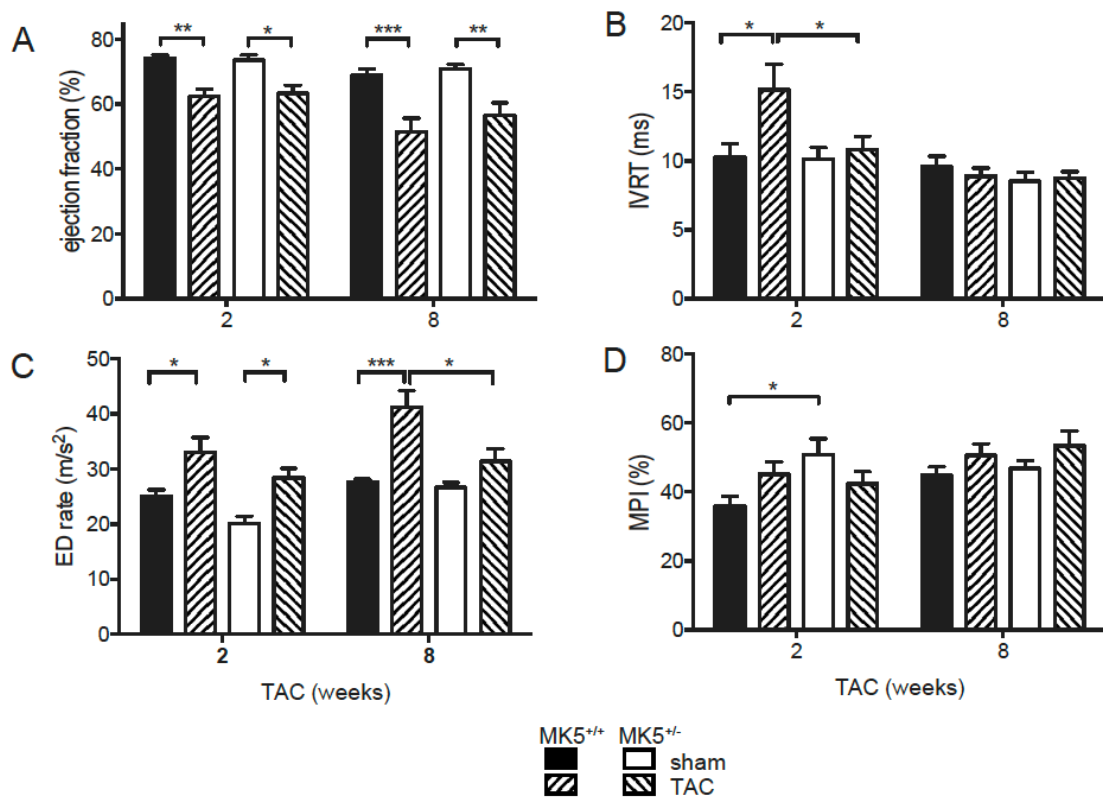 A
ejection fraction (%)
80
60
40
20
0
** * *** **
2 8
B
IVRT (ms)
20
15
10
5
0
* *
2 8
C
ED rate (m/s²)
50
40
30
20
10
0
* * *** *
2 8
TAC (weeks)
D
MPI (%)
80
60
40
20
0
*
2 8
TAC (weeks)
MK5+/+ MK5+/-
sham
TAC